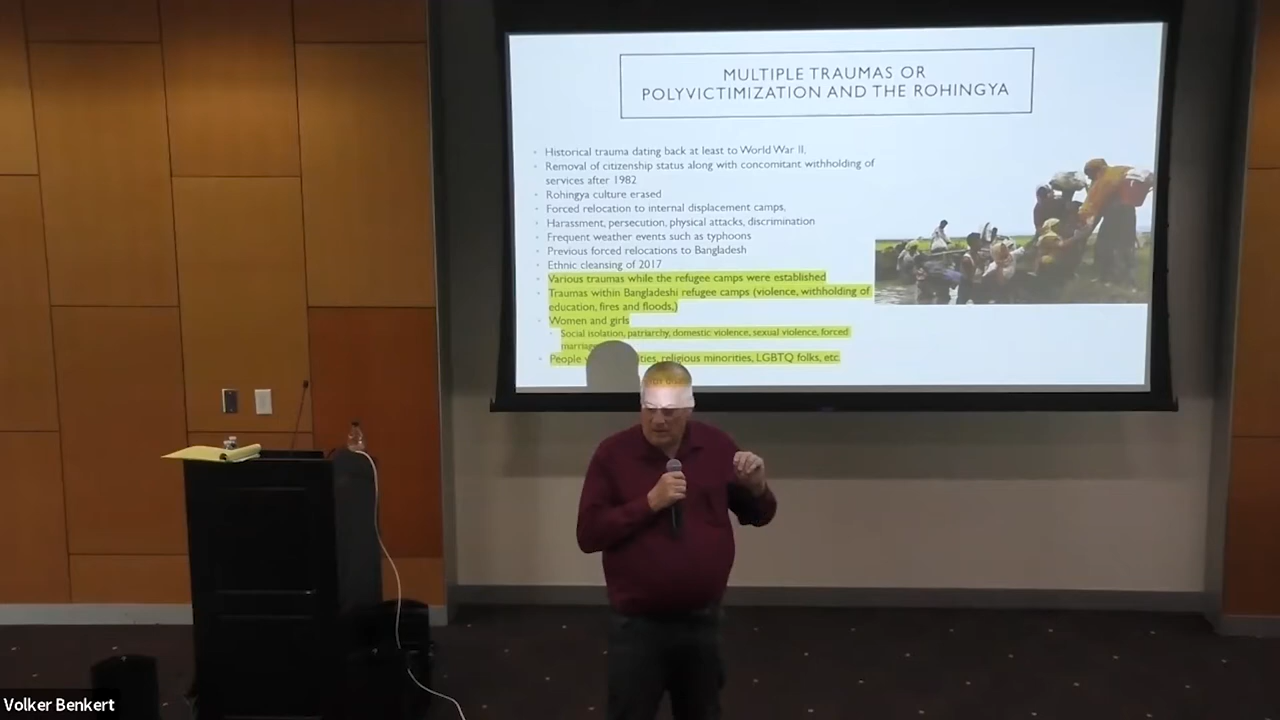 MULTIPLE TRAUMAS OR
POLYVICTIMIZATION AND THE ROHINGYA
Historical trauma dating back at least to World War II,
Removal of citizenship status along with concomitant withholding of
services after 1982
Rohingya culture erased
Forced relocation to internal displacement camps,
Harassment, persecution, physical attacks, discrimination
Frequent weather events such as typhoons
Previous forced relocations to Bangladesh
Ethnic cleansing of 2017
Various traumas while the refugee camps were established
Traumas within Bangladeshi refugee camps (violence, withholding of
education, fires and floods,)
Women and girls
Social isolation, patriarchy, domestic violence, sexual violence, forced
People religious minorities, LGBTQ folks, etc.
Volker Benkert